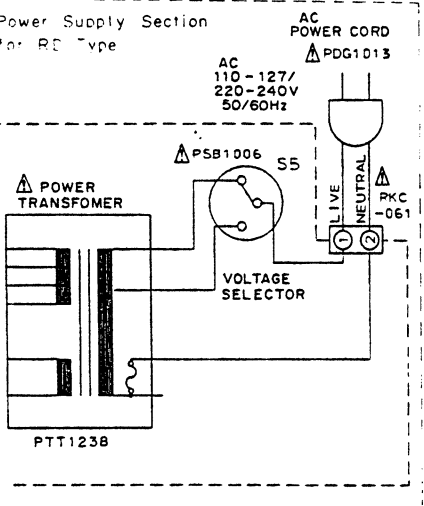 Power Supply Section
for RD Type
AC
POWER CORD
PDG1013
AC
110-127/
220-240V
50/60Hz
PSB1006
S5
LIVE
NEUTRAL
RKC
-061
1
2
POWER
TRANSFOMER
VOLTAGE
SELECTOR
PTT1238